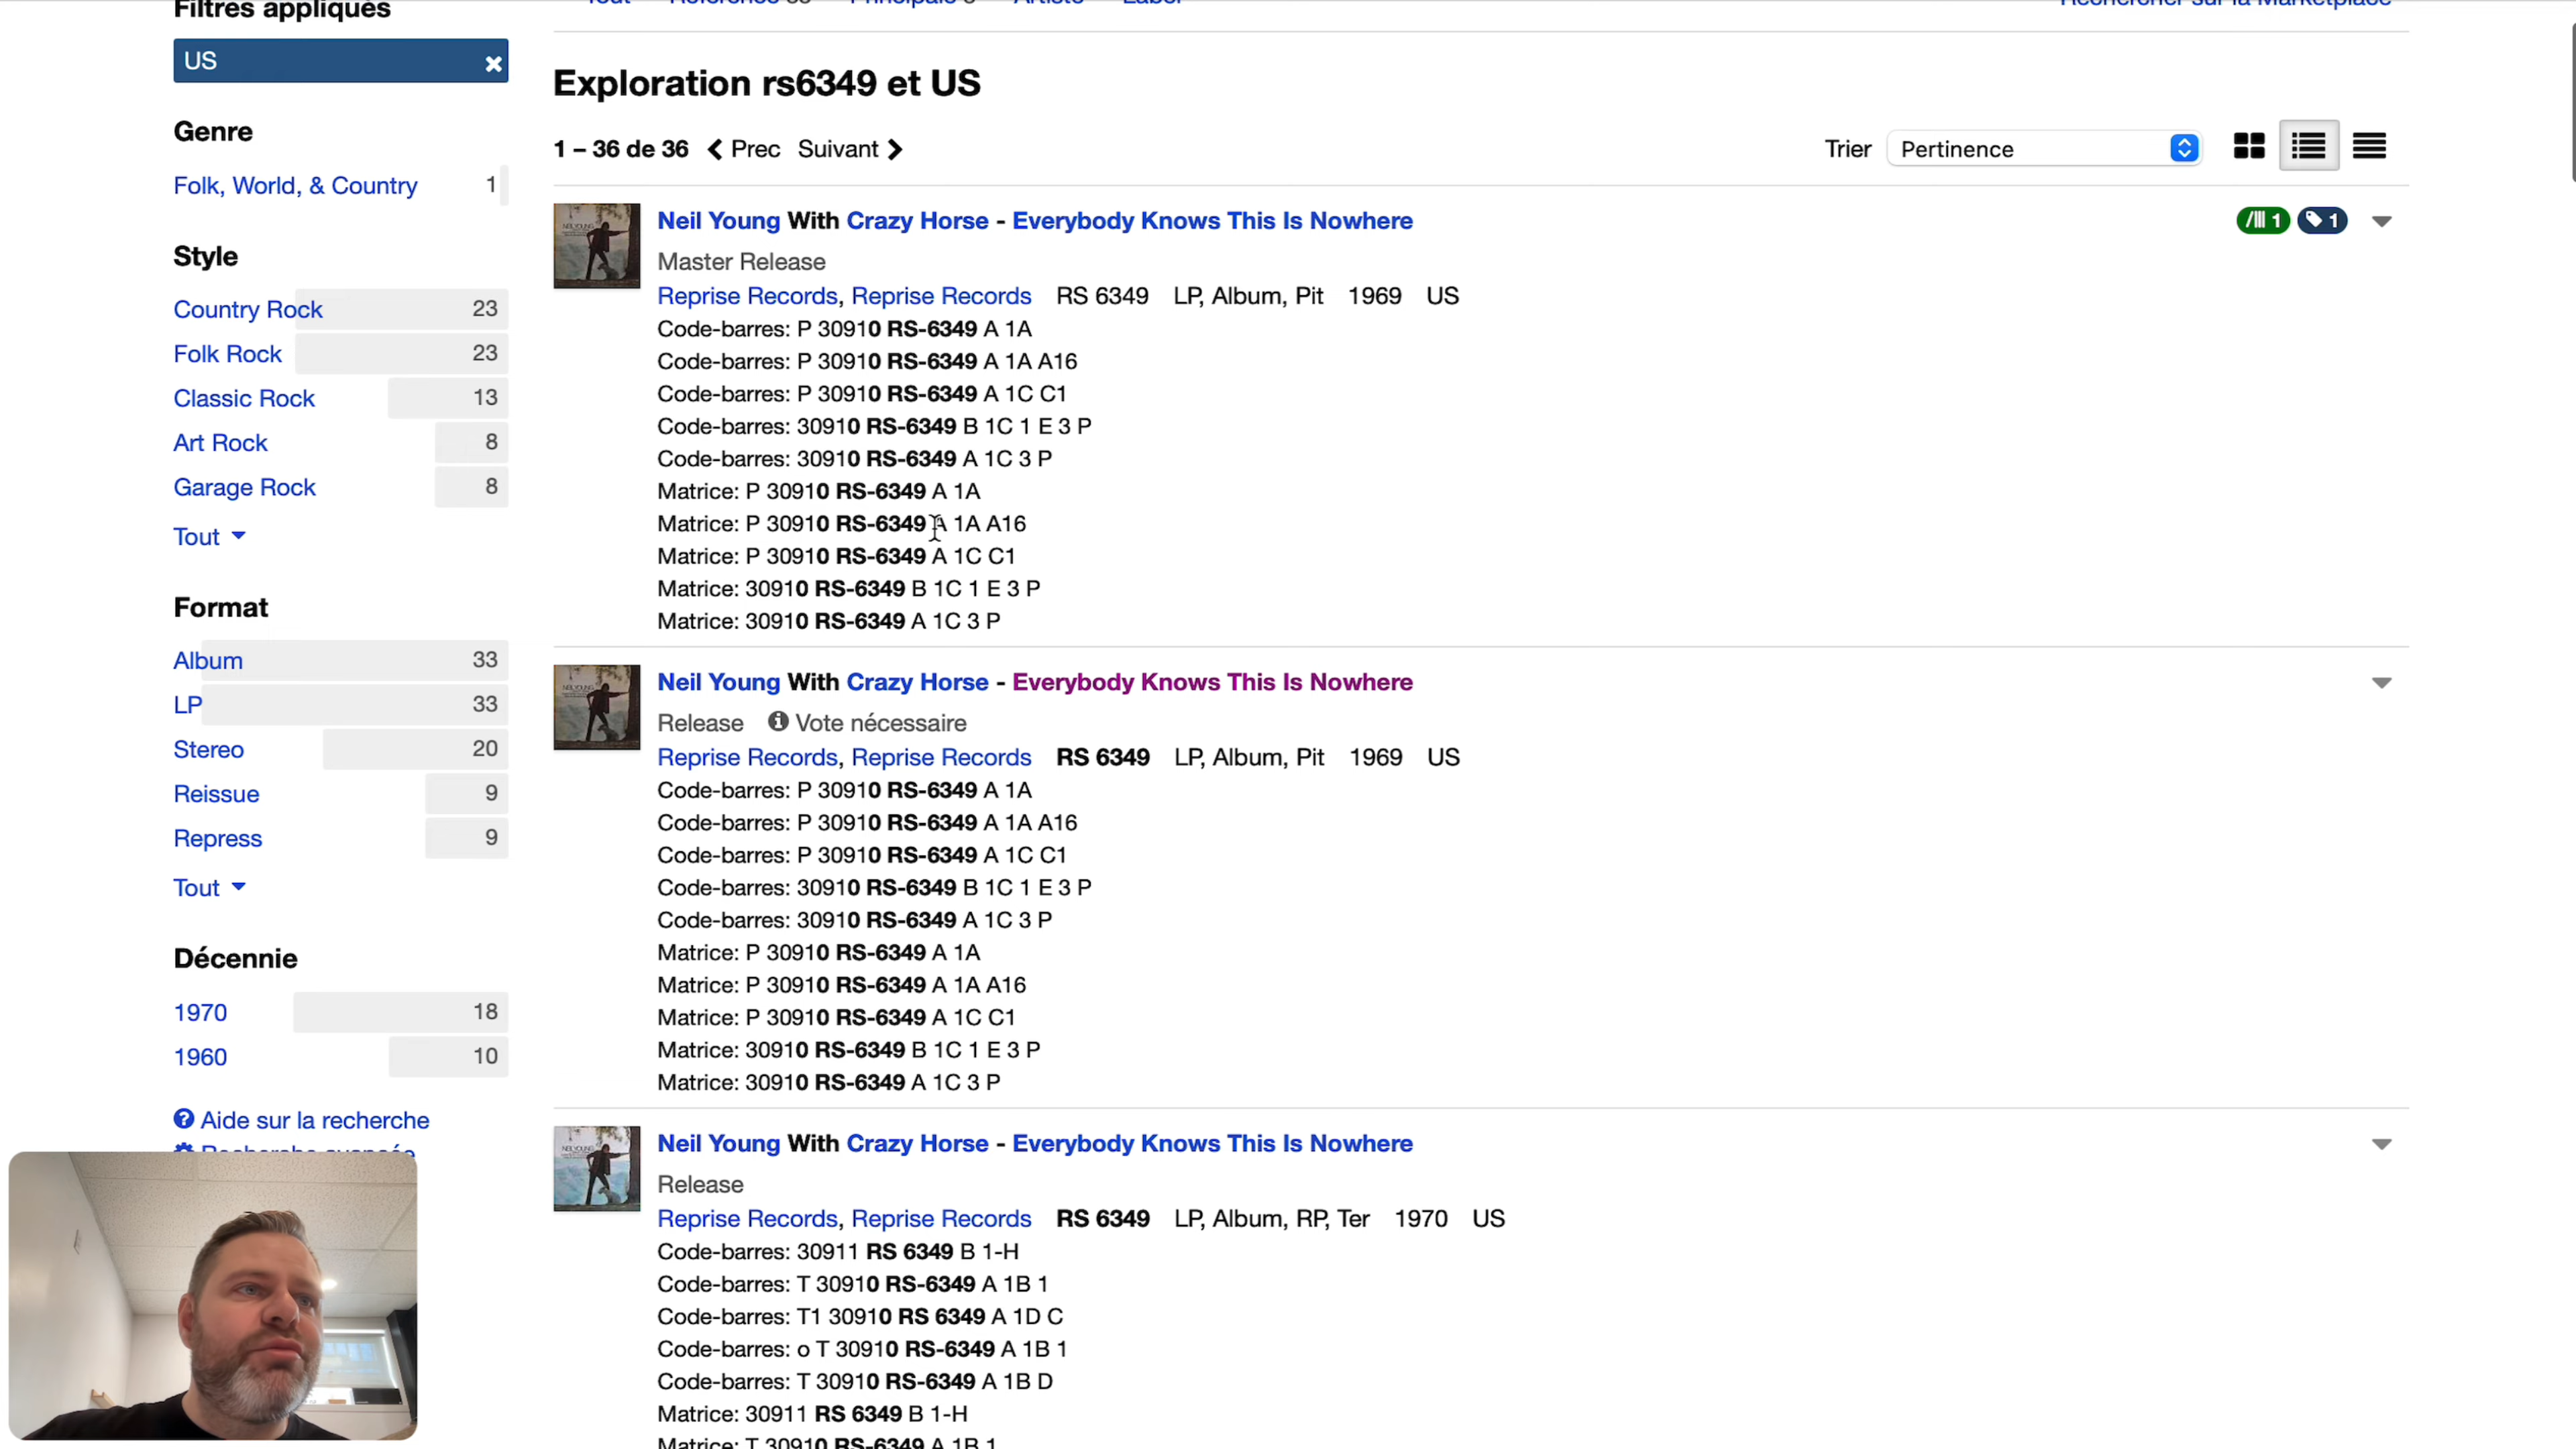 Filtres appliqués
US
Genre
Folk, World, & Country 1
Style
Country Rock 23
Folk Rock 23
Classic Rock 13
Art Rock 8
Garage Rock 8
Tout
Format
Album 33
LP 33
Stereo 20
Reissue 9
Repress 9
Tout
Décennie
1970 18
1960 10
Aide sur la recherche
Recherche avancée
Tout Label
Rechercher sur la Marketplace
Exploration rs6349 et US
1 – 36 de 36 Prec Suivant
Trier Pertinence
Neil Young With Crazy Horse - Everybody Knows This Is Nowhere
1 1
Master Release
Reprise Records, Reprise Records RS 6349 LP, Album, Pit 1969 US
Code-barres: P 30910 RS-6349 A 1A
Code-barres: P 30910 RS-6349 A 1A A16
Code-barres: P 30910 RS-6349 A 1C C1
Code-barres: 30910 RS-6349 B 1C 1 E 3 P
Code-barres: 30910 RS-6349 A 1C 3 P
Matrice: P 30910 RS-6349 A 1A
Matrice: P 30910 RS-6349 A 1A A16
Matrice: P 30910 RS-6349 A 1C C1
Matrice: 30910 RS-6349 B 1C 1 E 3 P
Matrice: 30910 RS-6349 A 1C 3 P
Neil Young With Crazy Horse - Everybody Knows This Is Nowhere
Release Vote nécessaire
Reprise Records, Reprise Records RS 6349 LP, Album, Pit 1969 US
Code-barres: P 30910 RS-6349 A 1A
Code-barres: P 30910 RS-6349 A 1A A16
Code-barres: P 30910 RS-6349 A 1C C1
Code-barres: 30910 RS-6349 B 1C 1 E 3 P
Code-barres: 30910 RS-6349 A 1C 3 P
Matrice: P 30910 RS-6349 A 1A
Matrice: P 30910 RS-6349 A 1A A16
Matrice: P 30910 RS-6349 A 1C C1
Matrice: 30910 RS-6349 B 1C 1 E 3 P
Matrice: 30910 RS-6349 A 1C 3 P
Neil Young With Crazy Horse - Everybody Knows This Is Nowhere
Release
Reprise Records, Reprise Records RS 6349 LP, Album, RP, Ter 1970 US
Code-barres: 30911 RS 6349 B 1-H
Code-barres: T 30910 RS-6349 A 1B 1
Code-barres: T1 30910 RS 6349 A 1D C
Code-barres: o T 30910 RS-6349 A 1B 1
Code-barres: T 30910 RS-6349 A 1B D
Matrice: 30911 RS 6349 B 1-H
Matrice: T 30910 RS-6349 A 1B 1